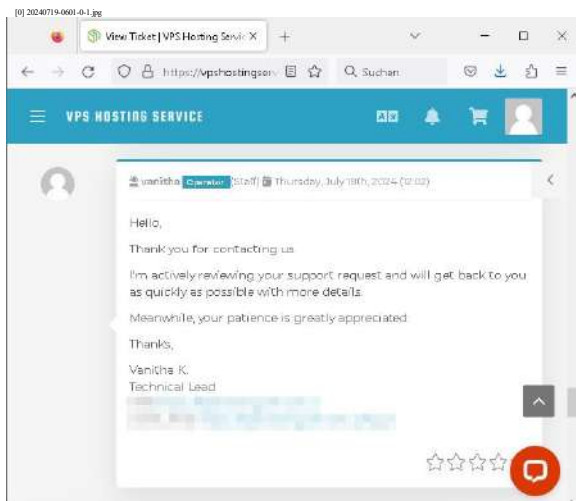 [0] 20240719-0601-0-1.jpg
View Ticket | VPS Hosting Servic
https://vpshostingserv
Suchen
VPS HOSTING SERVICE
vanitha Operator (Staff) Thursday, July 18th, 2024 (12:02)
Hello,
Thank you for contacting us
I'm actively reviewing your support request and will get back to you
as quickly as possible with more details.
Meanwhile, your patience is greatly appreciated
Thanks,
Vanitha K.
Technical Lead